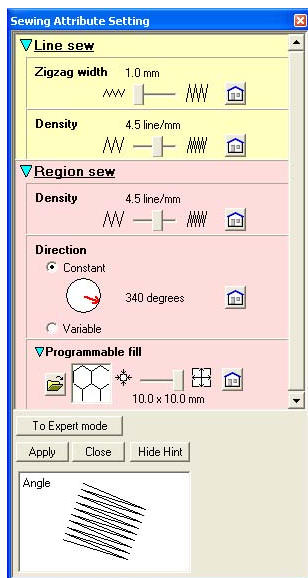 Sewing Attribute Setting
Line sew
Zigzag width 1.0 mm
Density 4.5 line/mm
Region sew
Density 4.5 line/mm
Direction
Constant
340 degrees
Variable
Programmable fill
10.0 x 10.0 mm
To Expert mode
Apply Close Hide Hint
Angle